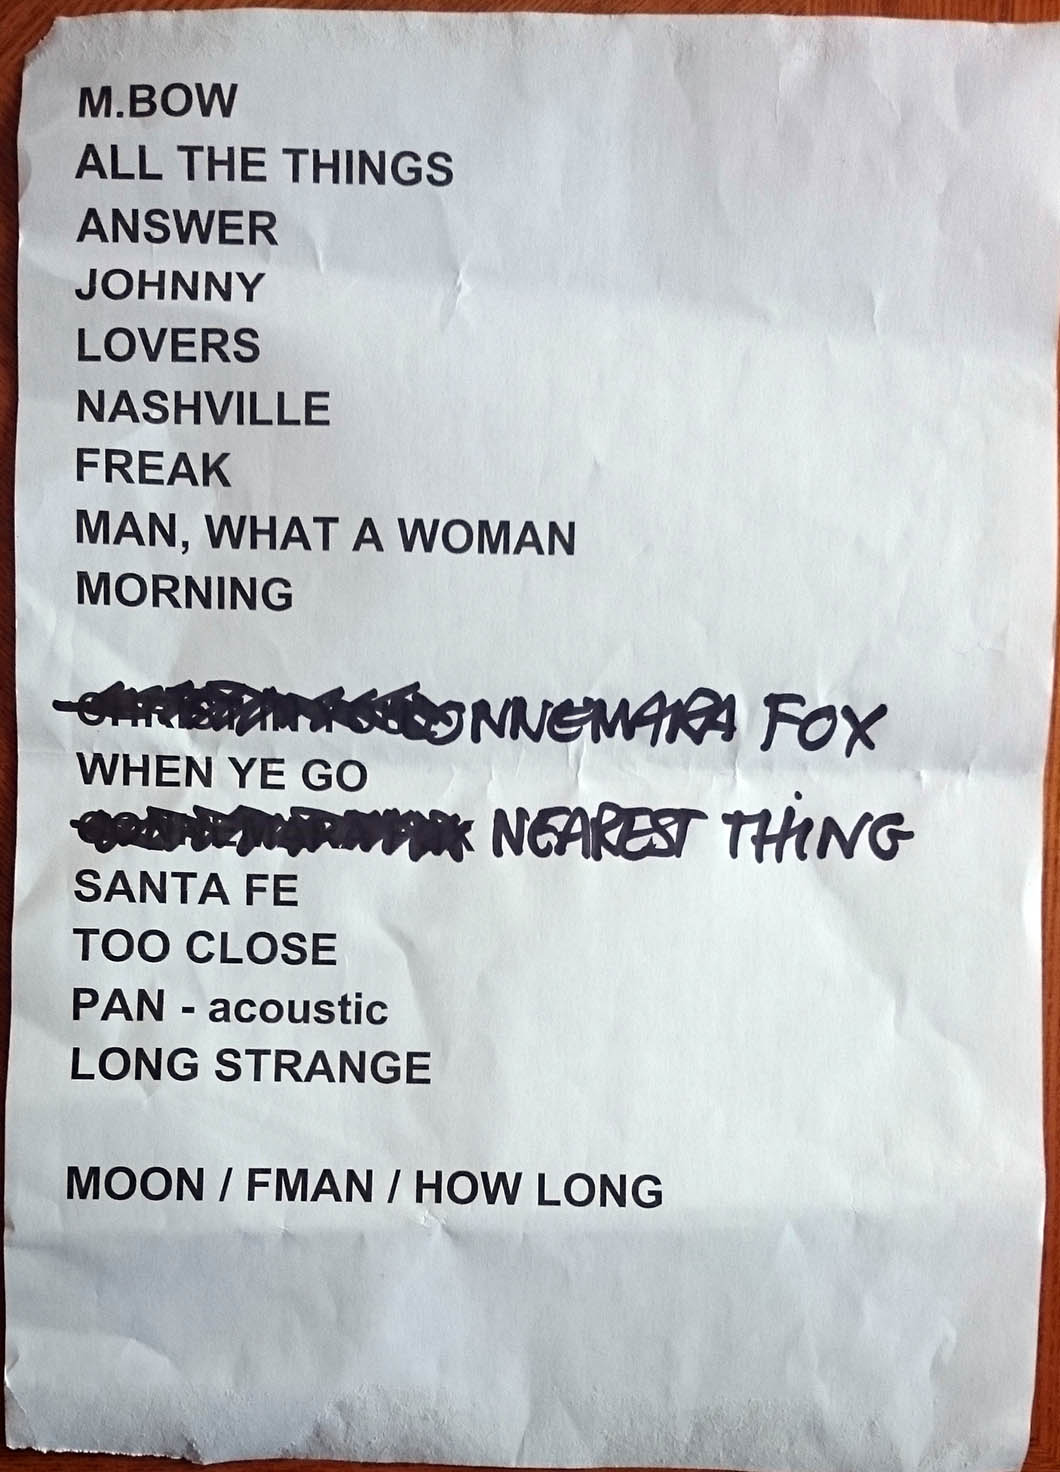 M.BOW
ALL THE THINGS
ANSWER
JOHNNY
LOVERS
NASHVILLE
FREAK
MAN, WHAT A WOMAN
MORNING
CONNEMARA FOX
WHEN YE GO
NEAREST THING
SANTA FE
TOO CLOSE
PAN - acoustic
LONG STRANGE
MOON / FMAN / HOW LONG